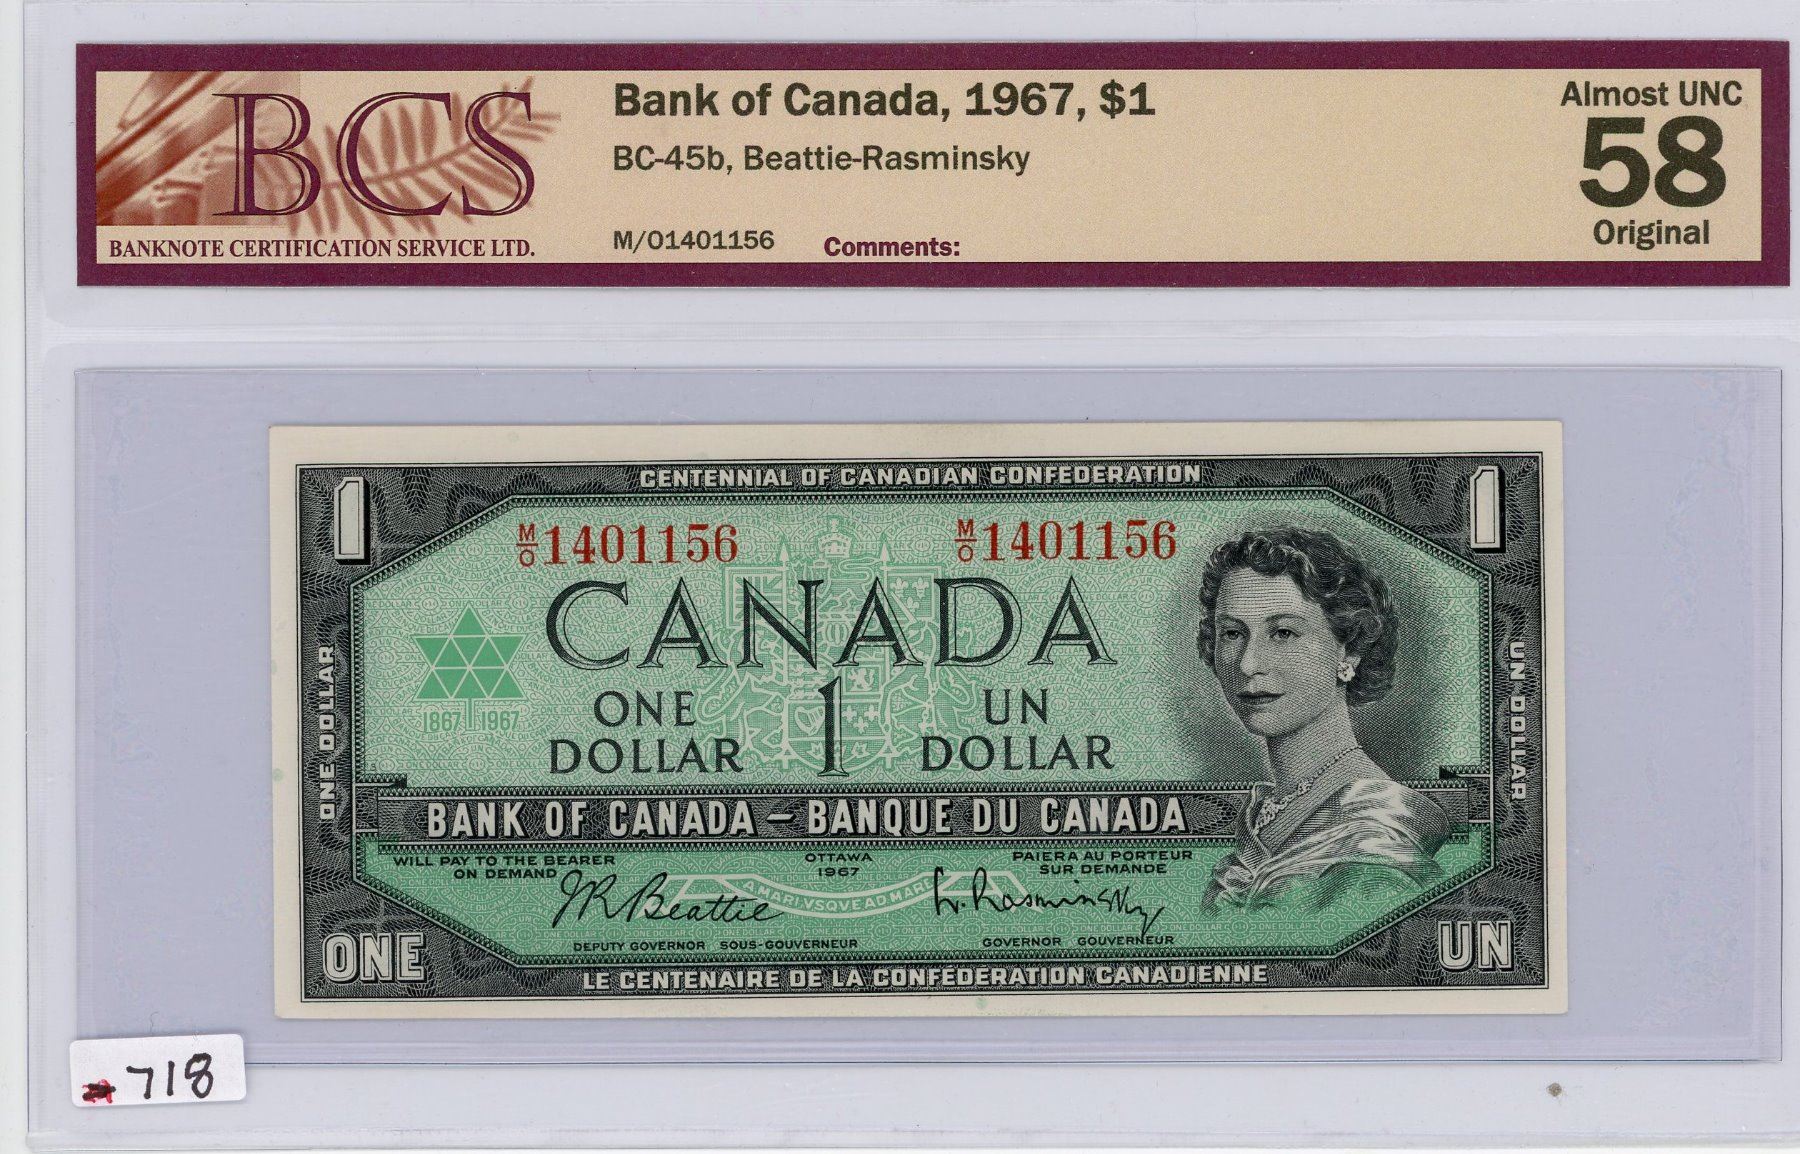 BCS
BANKNOTE CERTIFICATION SERVICE LTD.
Bank of Canada, 1967, $1
BC-45b, Beattie-Rasminsky
M/O1401156 Comments:
Almost UNC
58
Original
CENTENNIAL OF CANADIAN CONFEDERATION
1 1
M/O 1401156 M/O 1401156
CANADA
1867 1967
ONE DOLLAR 1 UN DOLLAR
ONE DOLLAR
UN DOLLAR
BANK OF CANADA – BANQUE DU CANADA
WILL PAY TO THE BEARER ON DEMAND
OTTAWA
1967
PAIERA AU PORTEUR SUR DEMANDE
A MARI VSQVE AD MARE
JR Beattie L. Rasminsky
DEPUTY GOVERNOR SOUS-GOUVERNEUR GOVERNOR GOUVERNEUR
ONE UN
LE CENTENAIRE DE LA CONFÉDÉRATION CANADIENNE
718